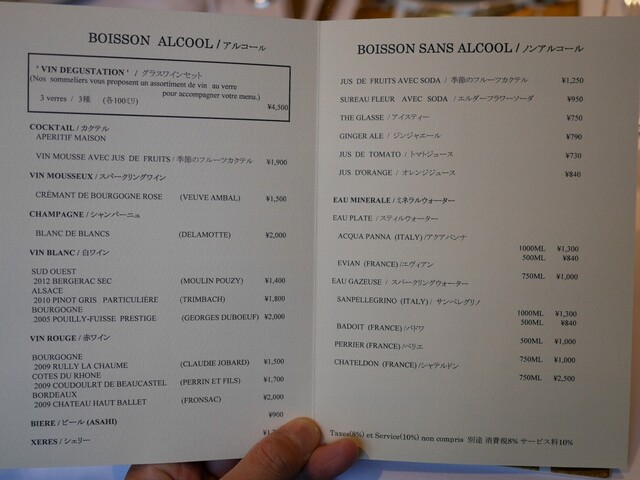 BOISSON ALCOOL / アルコール
' VIN DEGUSTATION ' / グラスワインセット
(Nos sommeliers vous proposent un assortiment de vin au verre
pour accompagner votre menu.)
3 verres / 3種 (各100ミリ)
¥4,500
COCKTAIL / カクテル
APERITIF MAISON
VIN MOUSSE AVEC JUS DE FRUITS / 季節のフルーツカクテル ¥1,900
VIN MOUSSEUX / スパークリングワイン
CRÉMANT DE BOURGOGNE ROSE (VEUVE AMBAL) ¥1,500
CHAMPAGNE / シャンパーニュ
BLANC DE BLANCS (DELAMOTTE) ¥2,000
VIN BLANC / 白ワイン
SUD OUEST
2012 BERGERAC SEC (MOULIN POUZY) ¥1,400
ALSACE
2010 PINOT GRIS PARTICULIÈRE (TRIMBACH) ¥1,800
BOURGOGNE
2005 POUILLY-FUISSE PRESTIGE (GEORGES DUBOEUF) ¥2,000
VIN ROUGE / 赤ワイン
BOURGOGNE
2009 RULLY LA CHAUME (CLAUDIE JOBARD) ¥1,500
COTES DU RHONE
2009 COUDOULRT DE BEAUCASTEL (PERRIN ET FILS) ¥1,700
BORDEAUX
2009 CHATEAU HAUT BALLET (FRONSAC) ¥2,000
BIERE / ビール (ASAHI) ¥900
XERES / シェリー
BOISSON SANS ALCOOL / ノンアルコール
JUS DE FRUITS AVEC SODA / 季節のフルーツカクテル ¥1,250
SUREAU FLEUR AVEC SODA / エルダーフラワーソーダ ¥950
THE GLASSE / アイスティー ¥750
GINGER ALE / ジンジャエール ¥790
JUS DE TOMATO / トマトジュース ¥730
JUS D'ORANGE / オレンジジュース ¥840
EAU MINERALE / ミネラルウォーター
EAU PLATE / スティルウォーター
ACQUA PANNA (ITALY) / アクアパンナ
1000ML ¥1,300
500ML ¥840
EVIAN (FRANCE) / エヴィアン
750ML ¥1,000
EAU GAZEUSE / スパークリングウォーター
SANPELLEGRINO (ITALY) / サンペレグリノ
1000ML ¥1,300
500ML ¥840
BADOIT (FRANCE) / バドワ
500ML ¥1,000
PERRIER (FRANCE) / ペリエ
750ML ¥1,000
CHATELDON (FRANCE) / シャテルドン
750ML ¥2,500
Taxes(8%) et Service(10%) non compris 別途 消費税8% サービス料10%